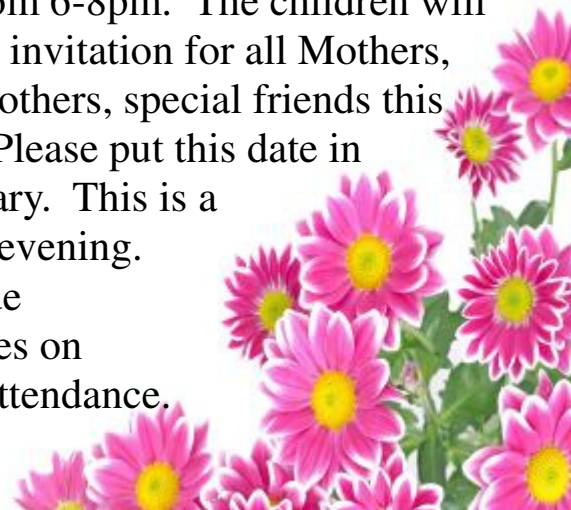 om 6-8pm.  The children will
invitation for all Mothers,
others, special friends this
Please put this date in
ary.  This is a
evening.
es on
ttendance.